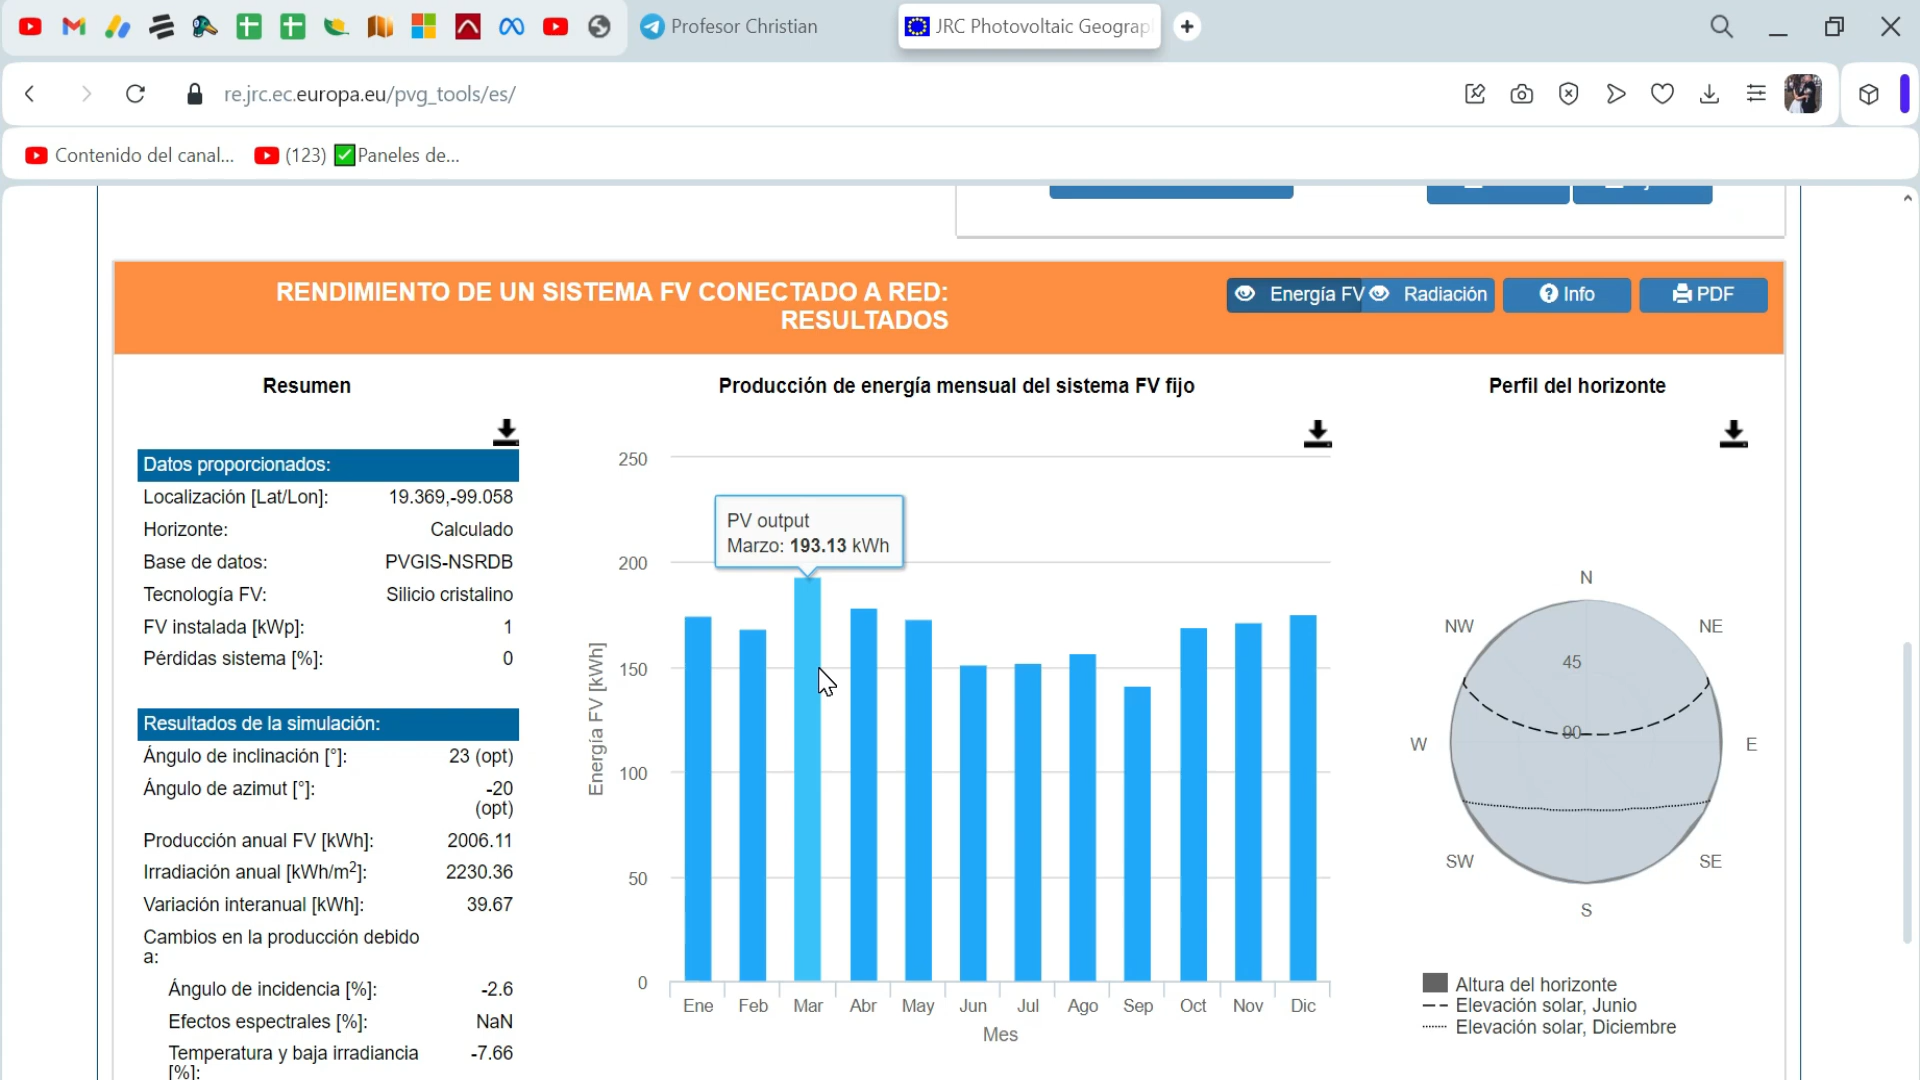 Profesor Christian
JRC Photovoltaic Geograp
re.jrc.ec.europa.eu/pvg_tools/es/
Contenido del canal...
(123) ✅Paneles de...
RENDIMIENTO DE UN SISTEMA FV CONECTADO A RED:
RESULTADOS
Energía FV
Radiación
Info
PDF
Resumen
Datos proporcionados:
Localización [Lat/Lon]: 19.369,-99.058
Horizonte: Calculado
Base de datos: PVGIS-NSRDB
Tecnología FV: Silicio cristalino
FV instalada [kWp]: 1
Pérdidas sistema [%]: 0
Resultados de la simulación:
Ángulo de inclinación [°]: 23 (opt)
Ángulo de azimut [°]: -20
(opt)
Producción anual FV [kWh]: 2006.11
Irradiación anual [kWh/m²]: 2230.36
Variación interanual [kWh]: 39.67
Cambios en la producción debido
a:
Ángulo de incidencia [%]: -2.6
Efectos espectrales [%]: NaN
Temperatura y baja irradiancia -7.66
[%]:
Producción de energía mensual del sistema FV fijo
250
PV output
Marzo: 193.13 kWh
200
150
100
50
0
Energía FV [kWh]
Ene Feb Mar Abr May Jun Jul Ago Sep Oct Nov Dic
Mes
Perfil del horizonte
N
NW NE
45
90
W E
SW SE
S
Altura del horizonte
Elevación solar, Junio
Elevación solar, Diciembre